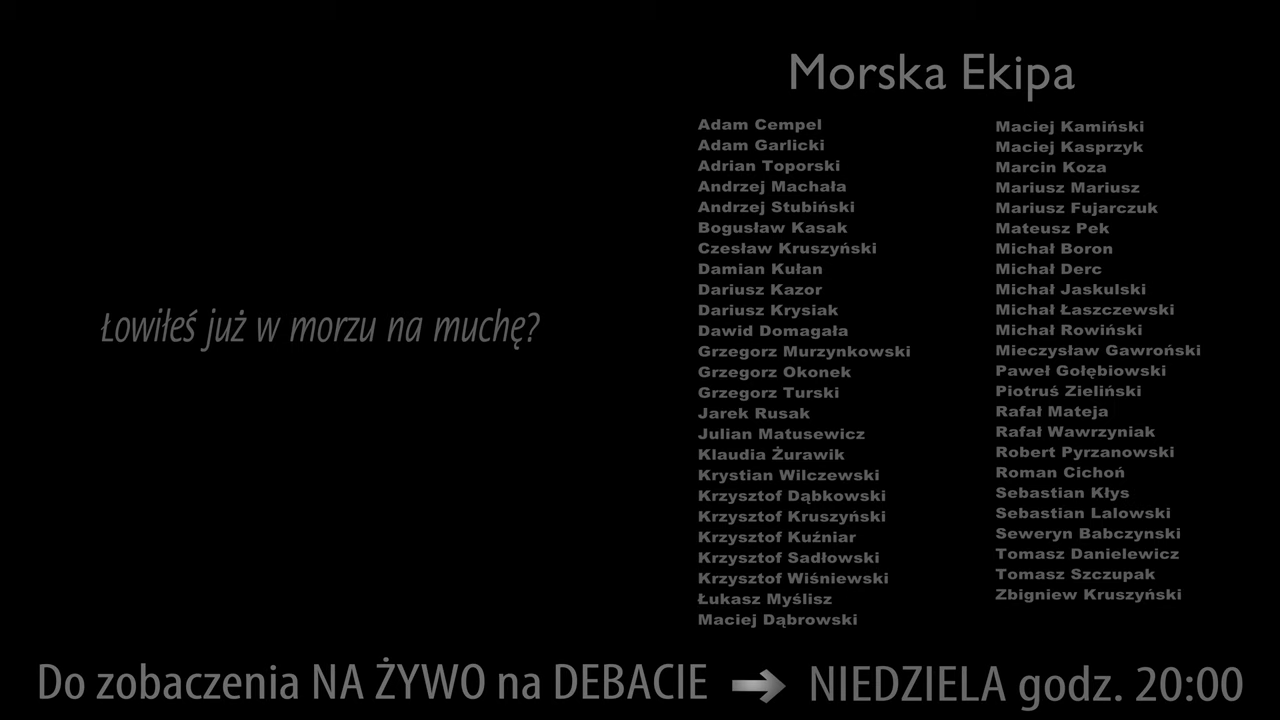 Morska Ekipa
Adam Cempel
Adam Garlicki
Adrian Toporski
Andrzej Machała
Andrzej Stubiński
Bogusław Kasak
Czesław Kruszyński
Damian Kułan
Dariusz Kazor
Dariusz Krysiak
Dawid Domagała
Grzegorz Murzynkowski
Grzegorz Okonek
Grzegorz Turski
Jarek Rusak
Julian Matusewicz
Klaudia Żurawik
Krystian Wilczewski
Krzysztof Dąbkowski
Krzysztof Kruszyński
Krzysztof Kuźniar
Krzysztof Sadłowski
Krzysztof Wiśniewski
Łukasz Myślisz
Maciej Dąbrowski
Maciej Kamiński
Maciej Kasprzyk
Marcin Koza
Mariusz Mariusz
Mariusz Fujarczuk
Mateusz Pek
Michał Boron
Michał Derc
Michał Jaskulski
Michał Łaszczewski
Michał Rowiński
Mieczysław Gawroński
Paweł Gołębiowski
Piotruś Zieliński
Rafał Mateja
Rafał Wawrzyniak
Robert Pyrzanowski
Roman Cichoń
Sebastian Kłys
Sebastian Lalowski
Seweryn Babczynski
Tomasz Danielewicz
Tomasz Szczupak
Zbigniew Kruszyński
Łowiłeś już w morzu na muchę?
Do zobaczenia NA ŻYWO na DEBACIE → NIEDZIELA godz. 20:00